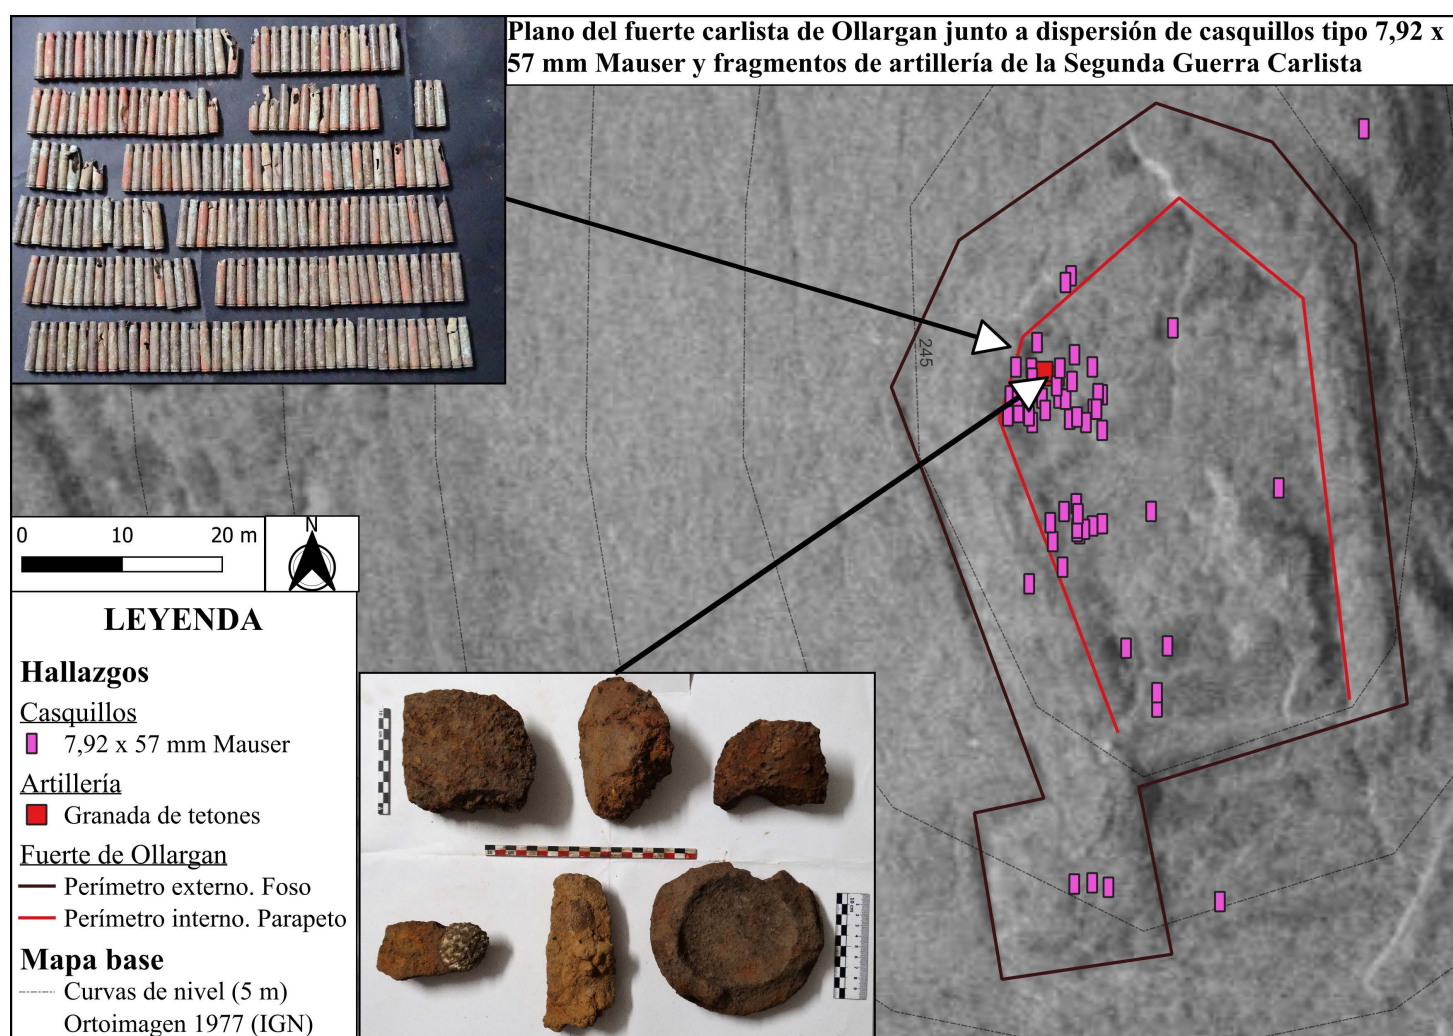 Plano del fuerte carlista de Ollargan junto a dispersión de casquillos tipo 7,92 x
57 mm Mauser y fragmentos de artillería de la Segunda Guerra Carlista
245
0 10 20 m
N
LEYENDA
Hallazgos
Casquillos
7,92 x 57 mm Mauser
Artillería
Granada de tetones
Fuerte de Ollargan
Perímetro externo. Foso
Perímetro interno. Parapeto
Mapa base
Curvas de nivel (5 m)
Ortoimagen 1977 (IGN)